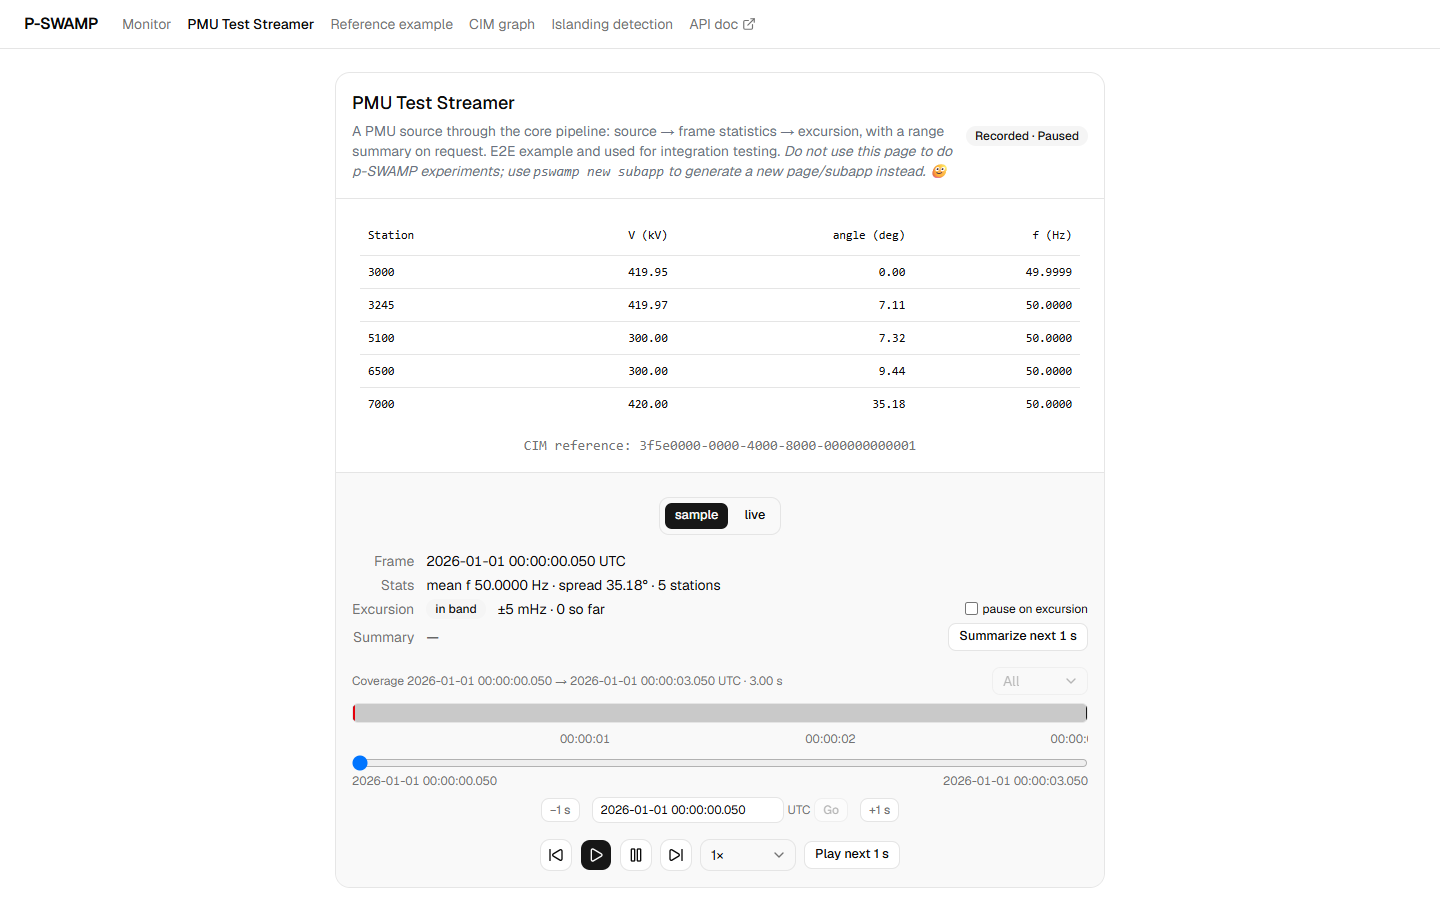 P-SWAMP Monitor PMU Test Streamer Reference example CIM graph Islanding detection API doc
PMU Test Streamer
A PMU source through the core pipeline: source → frame statistics → excursion, with a range
summary on request. E2E example and used for integration testing. Do not use this page to do
p-SWAMP experiments; use pswamp new subapp to generate a new page/subapp instead.
Recorded · Paused
Station V (kV) angle (deg) f (Hz)
3000 419.95 0.00 49.9999
3245 419.97 7.11 50.0000
5100 300.00 7.32 50.0000
6500 300.00 9.44 50.0000
7000 420.00 35.18 50.0000
CIM reference: 3f5e0000-0000-4000-8000-000000000001
sample live
Frame 2026-01-01 00:00:00.050 UTC
Stats mean f 50.0000 Hz · spread 35.18° · 5 stations
Excursion in band ±5 mHz · 0 so far pause on excursion
Summary — Summarize next 1 s
Coverage 2026-01-01 00:00:00.050 → 2026-01-01 00:00:03.050 UTC · 3.00 s All
00:00:01 00:00:02 00:00:
2026-01-01 00:00:00.050 2026-01-01 00:00:03.050
−1 s 2026-01-01 00:00:00.050 UTC Go +1 s
1× Play next 1 s